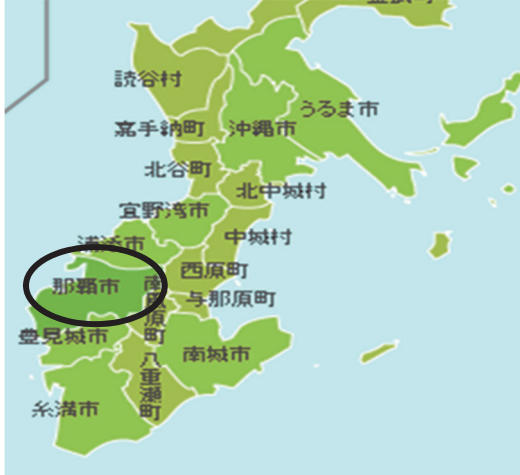 読谷村
うるま市
嘉手納町
沖縄市
北谷町
北中城村
宜野湾市
中城村
浦添市
西原町
那覇市
南風原町
与那原町
豊見城市
南城市
八重瀬町
糸満市